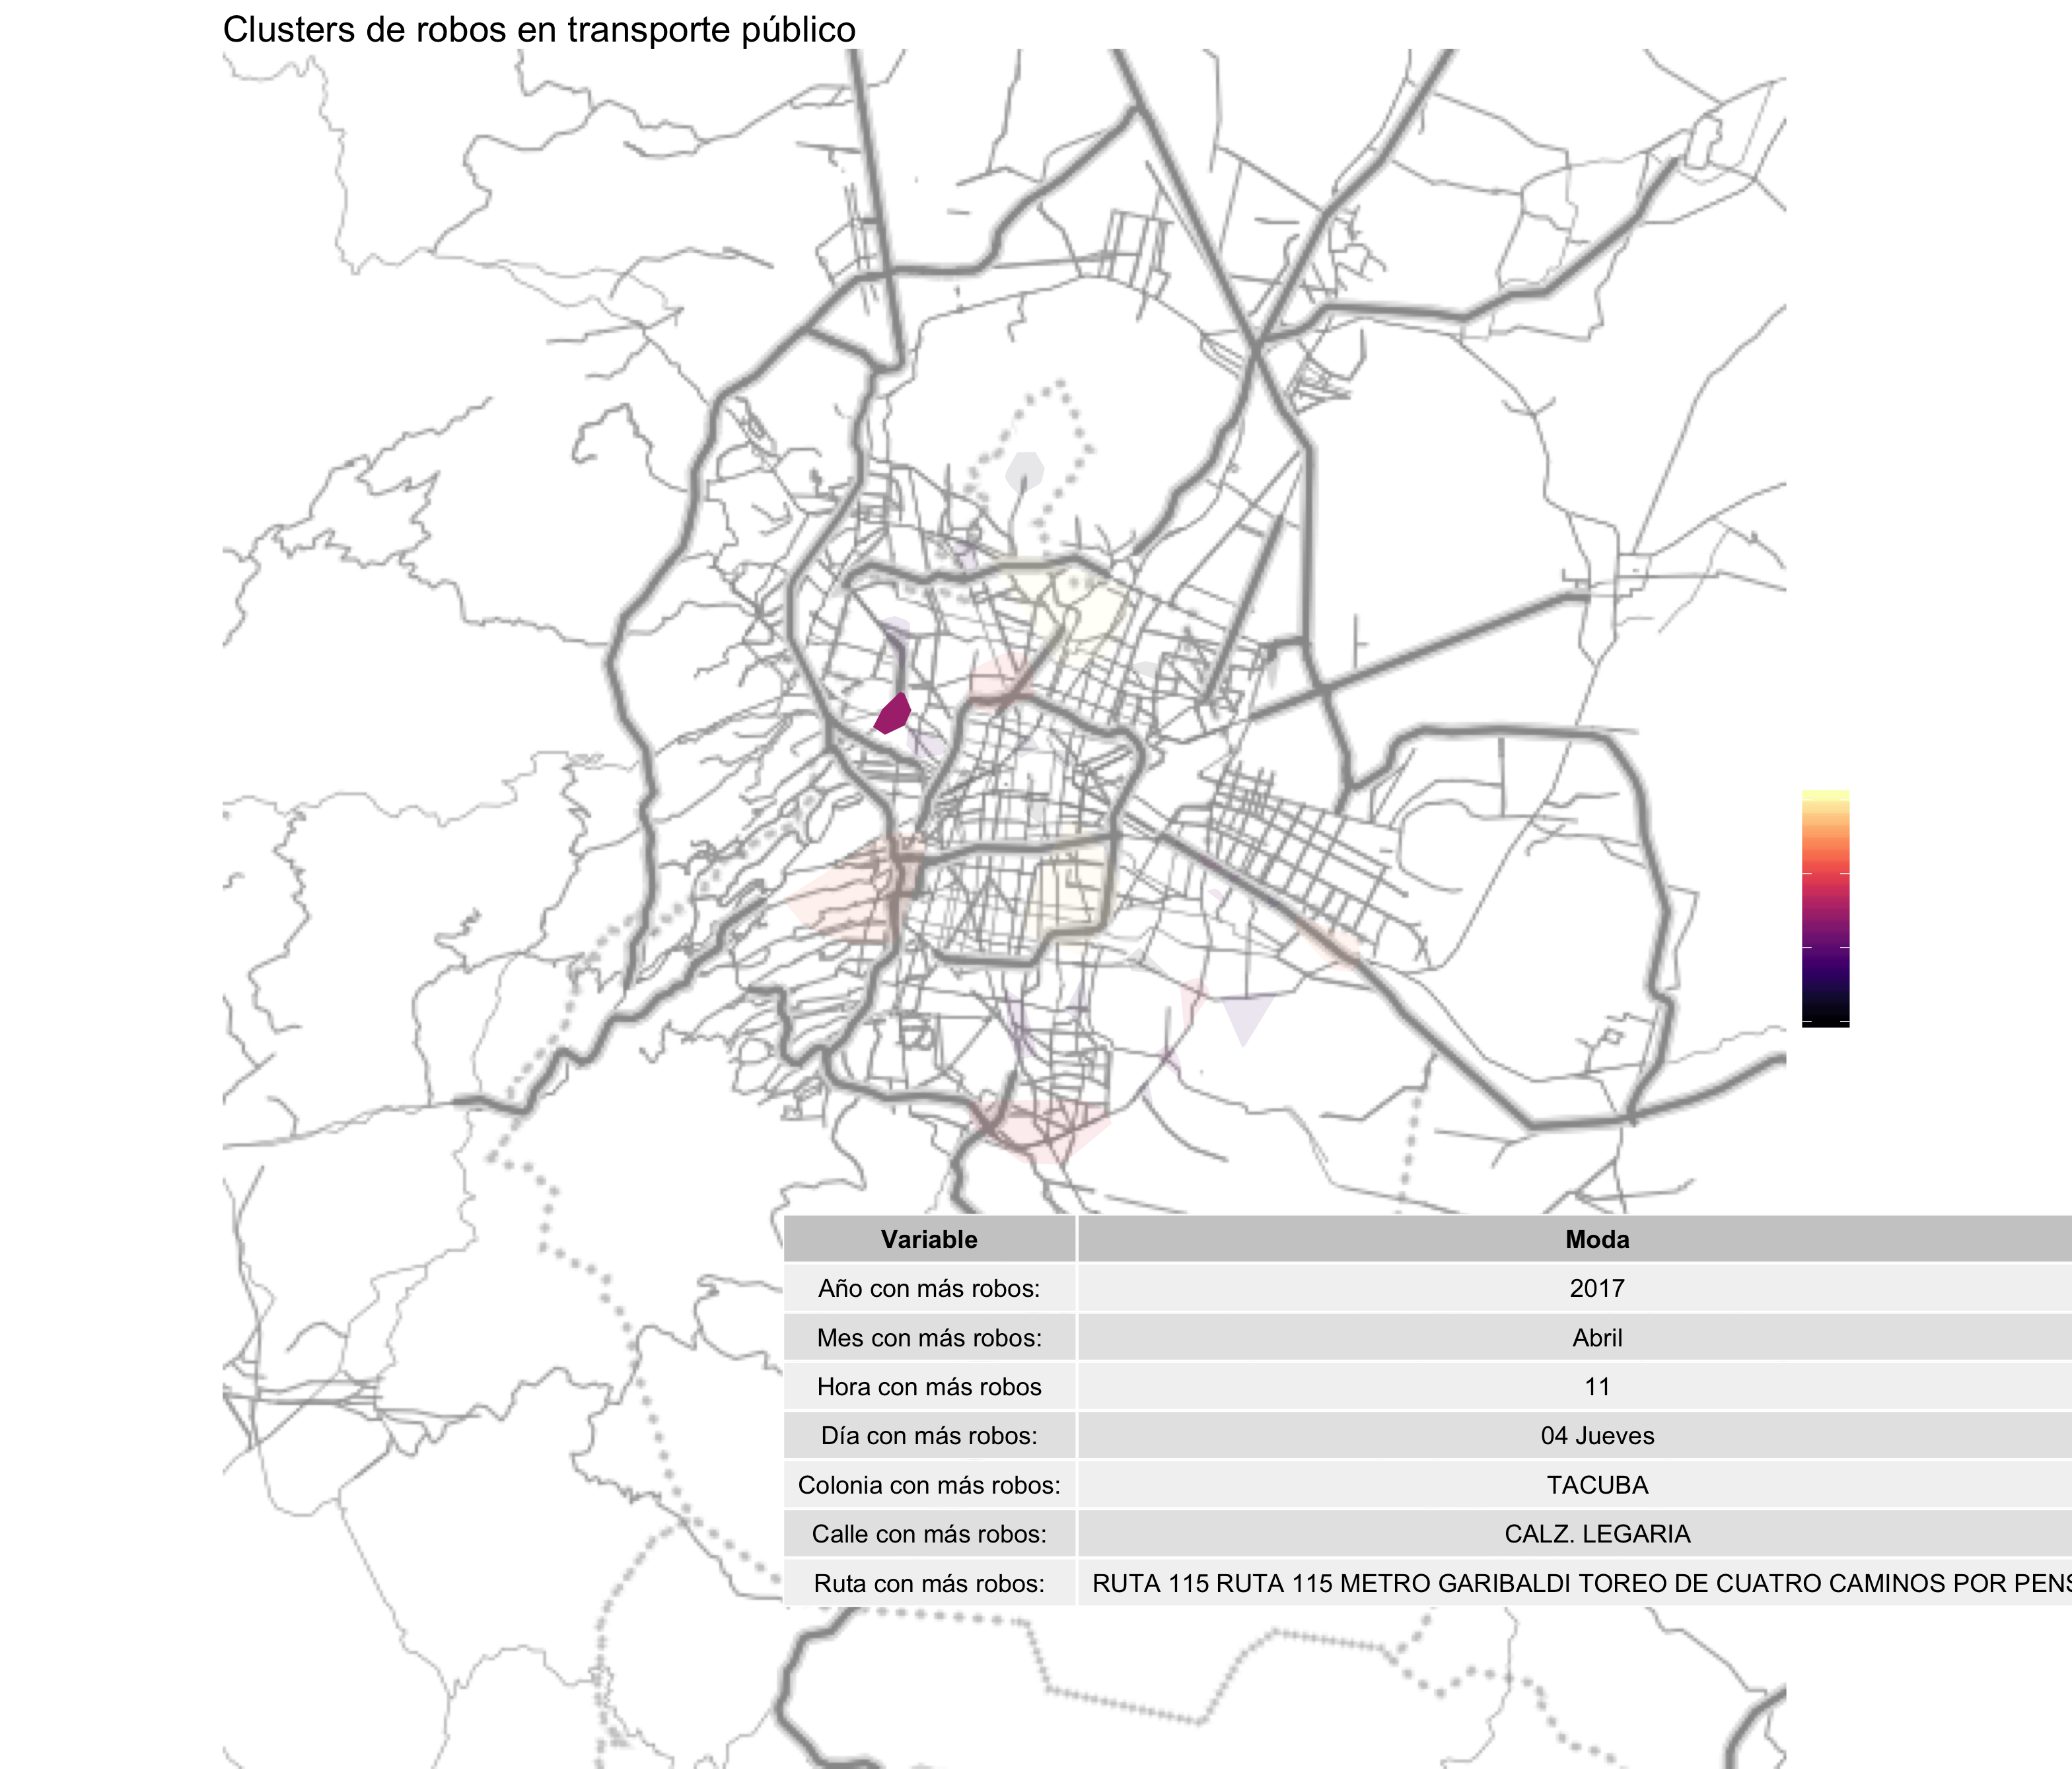 Clusters de robos en transporte público
Variable Moda
Año con más robos: 2017
Mes con más robos: Abril
Hora con más robos 11
Día con más robos: 04 Jueves
Colonia con más robos: TACUBA
Calle con más robos: CALZ. LEGARIA
Ruta con más robos: RUTA 115 RUTA 115 METRO GARIBALDI TOREO DE CUATRO CAMINOS POR